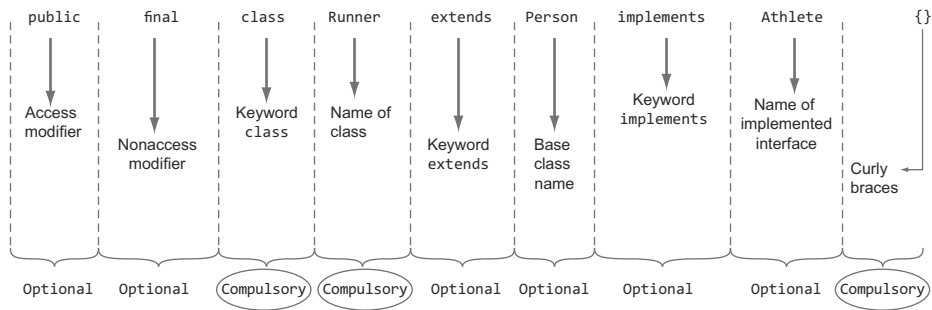 public final class Runner extends Person implements Athlete {}
Access
modifier
Nonaccess
modifier
Keyword
class
Name of
class
Keyword
extends
Base
class
name
Keyword
implements
Name of
implemented
interface
Curly
braces
Optional Optional Compulsory Compulsory Optional Optional Optional Optional Compulsory